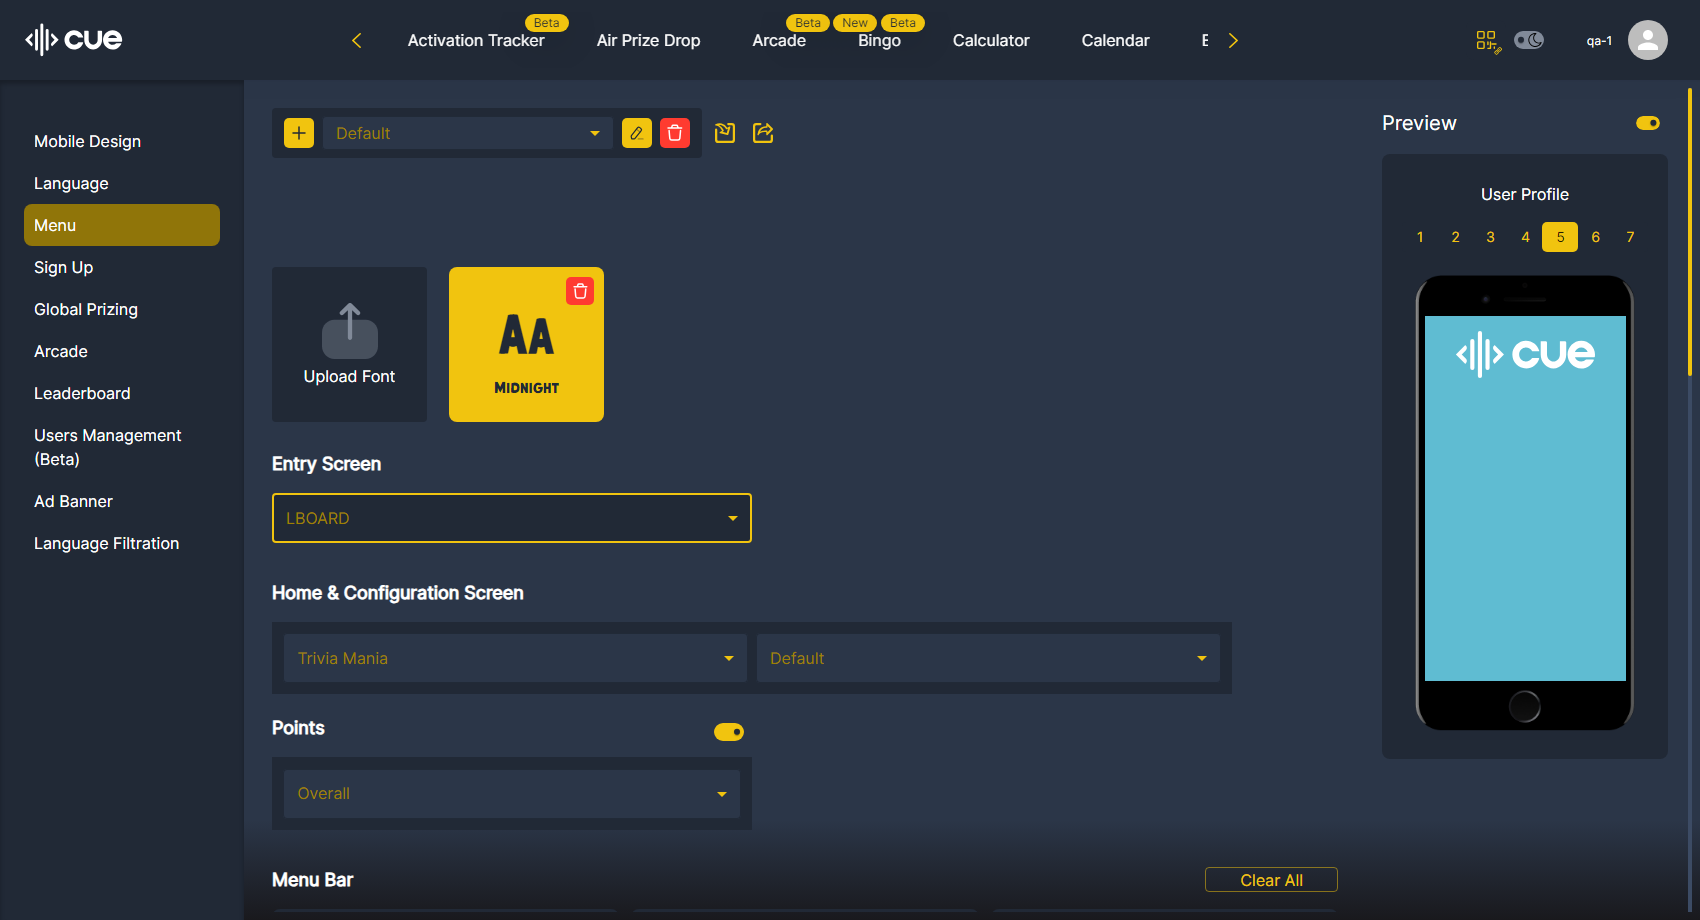 cue
Activation Tracker
Beta
Air Prize Drop
Arcade
Beta
Bingo
New
Beta
Calculator
Calendar
qa-1
Mobile Design
Language
Menu
Sign Up
Global Prizing
Arcade
Leaderboard
Users Management
(Beta)
Ad Banner
Language Filtration
Default
Upload Font
AA
MIDNIGHT
Entry Screen
LBOARD
Home & Configuration Screen
Trivia Mania
Default
Points
Overall
Menu Bar
Clear All
Preview
User Profile
1 2 3 4 5 6 7
cue